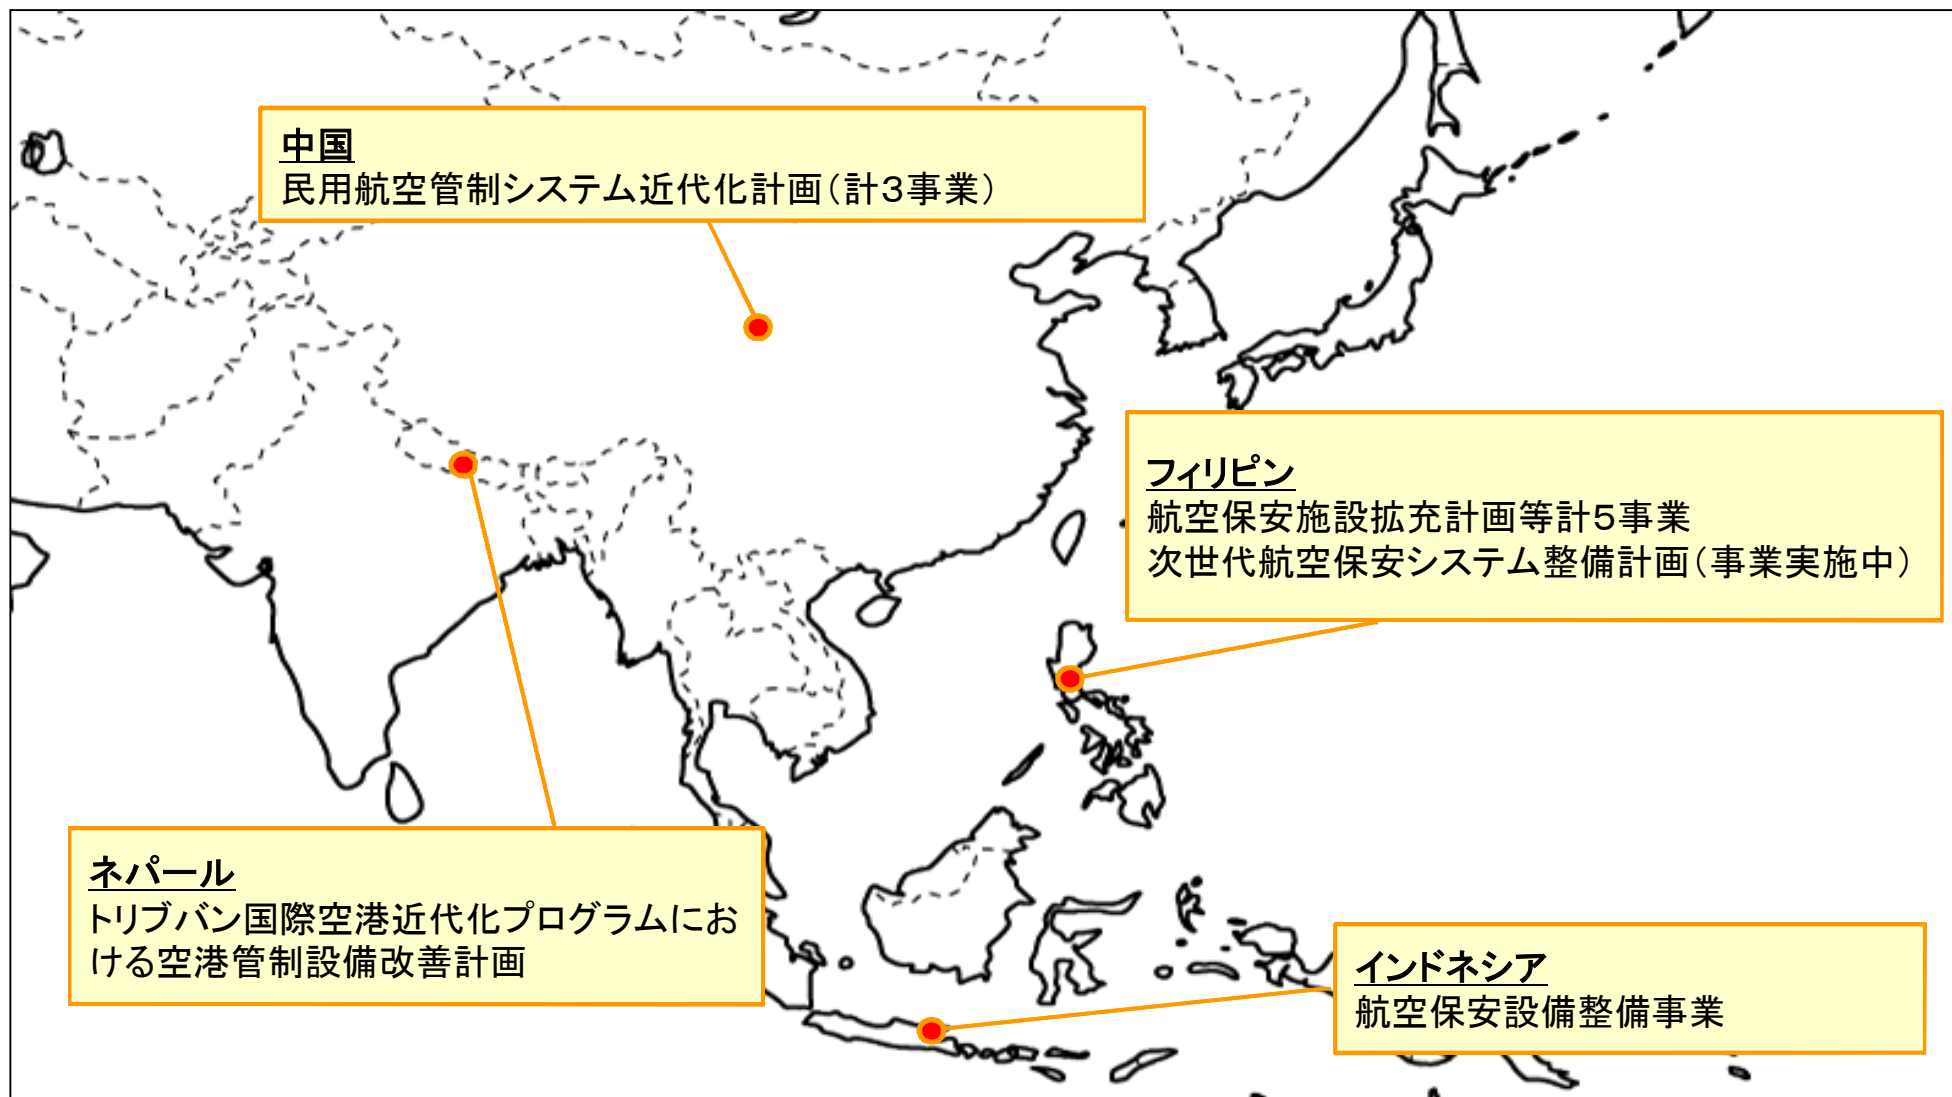 中国
民用航空管制システム近代化計画（計３事業）
フィリピン
航空保安施設拡充計画等計５事業
次世代航空保安システム整備計画（事業実施中）
ネパール
トリブバン国際空港近代化プログラムにお
ける空港管制設備改善計画
インドネシア
航空保安設備整備事業